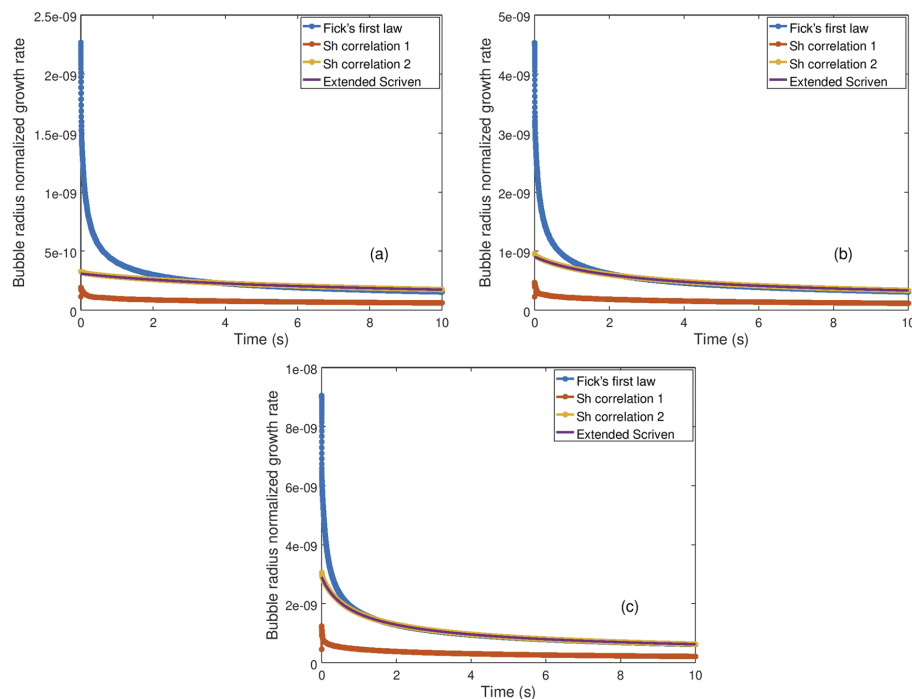 2.5e-09
2e-09
1.5e-09
1e-09
5e-10
0
0 2 4 6 8 10
Bubble radius normalized growth rate
Time (s)
Fick's first law
Sh correlation 1
Sh correlation 2
Extended Scriven
(a)
5e-09
4e-09
3e-09
2e-09
1e-09
0
0 2 4 6 8 10
Bubble radius normalized growth rate
Time (s)
Fick's first law
Sh correlation 1
Sh correlation 2
Extended Scriven
(b)
1e-08
8e-09
6e-09
4e-09
2e-09
0
0 2 4 6 8 10
Bubble radius normalized growth rate
Time (s)
Fick's first law
Sh correlation 1
Sh correlation 2
Extended Scriven
(c)